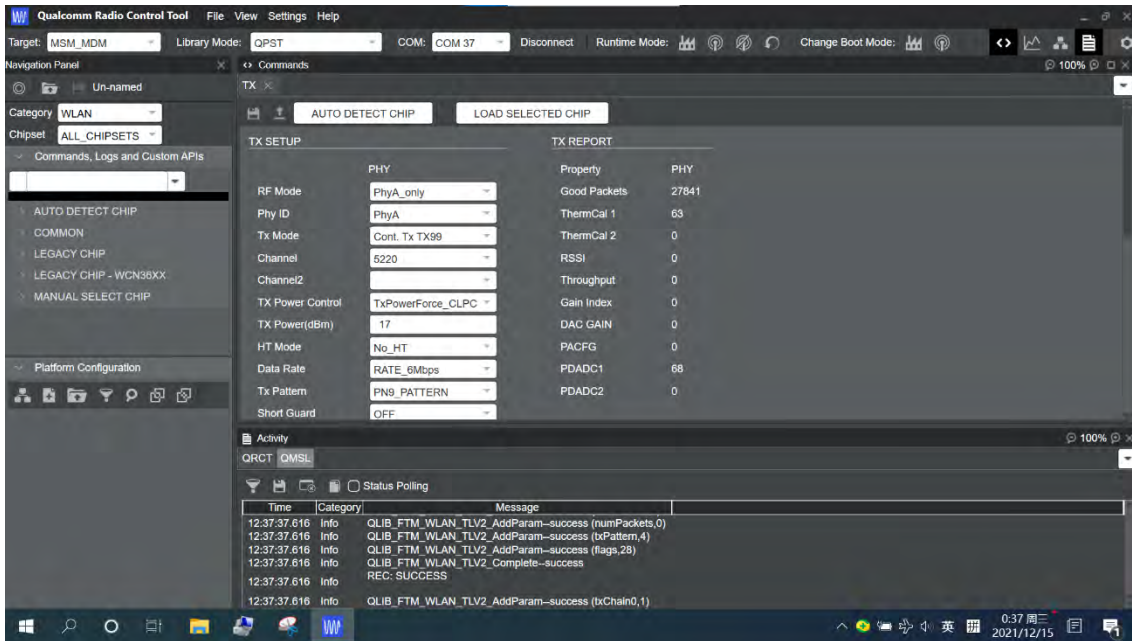 Qualcomm Radio Control Tool File View Settings Help
Target: MSM_MDM Library Mode: QPST COM: COM 37 Disconnect Runtime Mode: Change Boot Mode:
Navigation Panel Commands 100%
Un-named TX
Category WLAN AUTO DETECT CHIP LOAD SELECTED CHIP
Chipset ALL_CHIPSETS
Commands, Logs and Custom APIs
AUTO DETECT CHIP
COMMON
LEGACY CHIP
LEGACY CHIP - WCN36XX
MANUAL SELECT CHIP
Platform Configuration
TX SETUP TX REPORT
PHY Property PHY
RF Mode PhyA_only Good Packets 27841
Phy ID PhyA ThermCal 1 63
Tx Mode Cont. Tx TX99 ThermCal 2 0
Channel 5220 RSSI 0
Channel2 Throughput 0
TX Power Control TxPowerForce_CLPC Gain Index 0
TX Power(dBm) 17 DAC GAIN 0
HT Mode No_HT PACFG 0
Data Rate RATE_6Mbps PDADC1 68
Tx Pattern PN9_PATTERN PDADC2 0
Short Guard OFF
Activity 100%
QRCT QMSL
Status Polling
Time Category Message
12:37:37.616 Info QLIB_FTM_WLAN_TLV2_AddParam--success (numPackets,0)
12:37:37.616 Info QLIB_FTM_WLAN_TLV2_AddParam--success (txPattern,4)
12:37:37.616 Info QLIB_FTM_WLAN_TLV2_AddParam--success (flags,28)
12:37:37.616 Info QLIB_FTM_WLAN_TLV2_Complete--success
12:37:37.616 Info REC: SUCCESS
12:37:37.616 Info QLIB_FTM_WLAN_TLV2_AddParam--success (txChain0,1)
英 拼 0:37 周三
2021/12/15